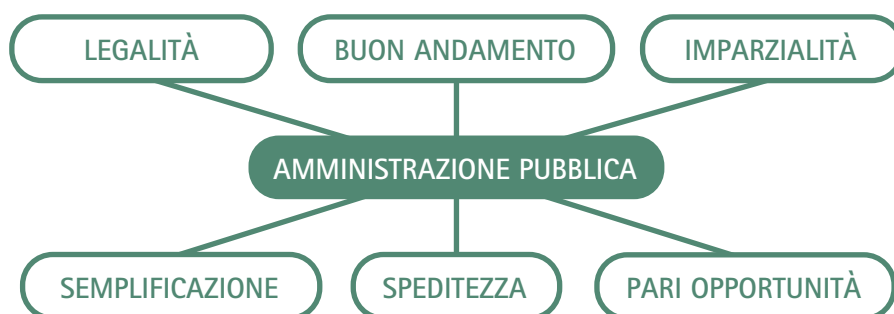 LEGALITÀ
BUON ANDAMENTO
IMPARZIALITÀ
AMMINISTRAZIONE PUBBLICA
SEMPLIFICAZIONE
SPEDITEZZA
PARI OPPORTUNITÀ